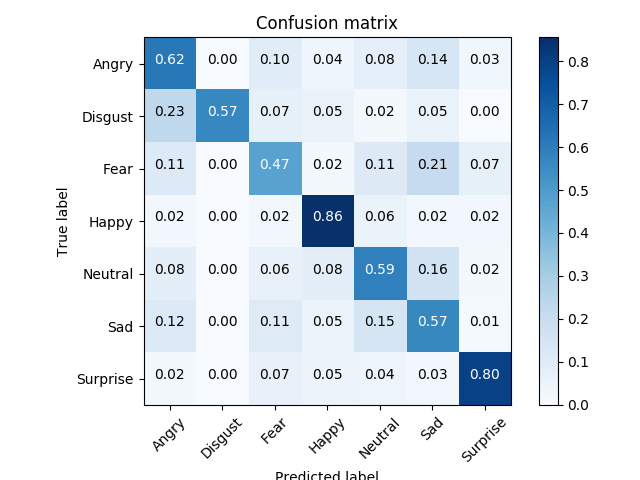 Confusion matrix
True label
Angry 0.62 0.00 0.10 0.04 0.08 0.14 0.03
Disgust 0.23 0.57 0.07 0.05 0.02 0.05 0.00
Fear 0.11 0.00 0.47 0.02 0.11 0.21 0.07
Happy 0.02 0.00 0.02 0.86 0.06 0.02 0.02
Neutral 0.08 0.00 0.06 0.08 0.59 0.16 0.02
Sad 0.12 0.00 0.11 0.05 0.15 0.57 0.01
Surprise 0.02 0.00 0.07 0.05 0.04 0.03 0.80
Angry Disgust Fear Happy Neutral Sad Surprise
Predicted label
0.8
0.7
0.6
0.5
0.4
0.3
0.2
0.1
0.0